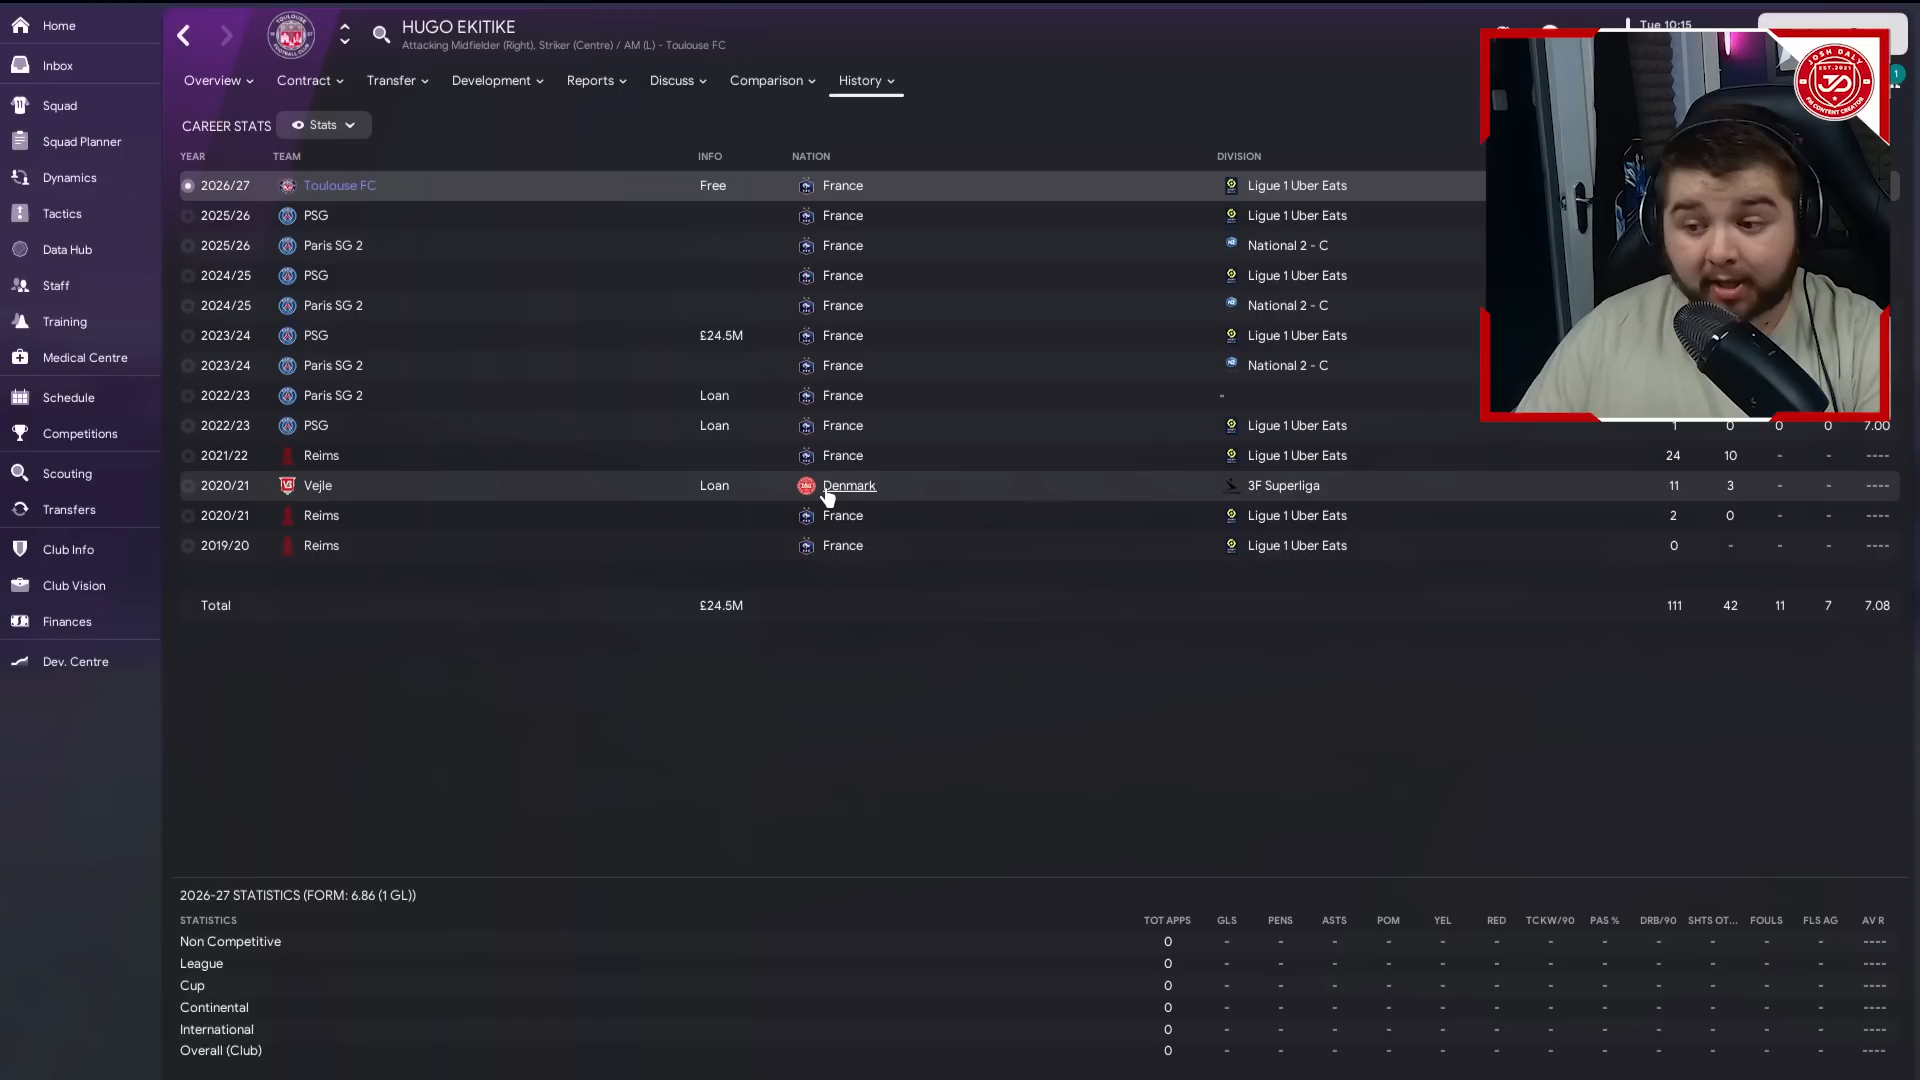 Home
Inbox
Squad
Squad Planner
Dynamics
Tactics
Data Hub
Staff
Training
Medical Centre
Schedule
Competitions
Scouting
Transfers
Club Info
Club Vision
Finances
Dev. Centre
HUGO EKITIKE
Attacking Midfielder (Right), Striker (Centre) / AM (L) - Toulouse FC
Tue 10:15
1
JOSH DALY
EST. 2021
JD
FM CONTENT CREATOR
Overview Contract Transfer Development Reports Discuss Comparison History
CAREER STATS Stats
YEAR TEAM INFO NATION DIVISION
2026/27 Toulouse FC Free France Ligue 1 Uber Eats
2025/26 PSG France Ligue 1 Uber Eats
2025/26 Paris SG 2 France National 2 - C
2024/25 PSG France Ligue 1 Uber Eats
2024/25 Paris SG 2 France National 2 - C
2023/24 PSG £24.5M France Ligue 1 Uber Eats
2023/24 Paris SG 2 France National 2 - C
2022/23 Paris SG 2 Loan France -
2022/23 PSG Loan France Ligue 1 Uber Eats 1 0 0 0 7.00
2021/22 Reims France Ligue 1 Uber Eats 24 10 - - ----
2020/21 Vejle Loan Denmark 3F Superliga 11 3 - - ----
2020/21 Reims France Ligue 1 Uber Eats 2 0 - - ----
2019/20 Reims France Ligue 1 Uber Eats 0 - - - ----
Total £24.5M 111 42 11 7 7.08
2026-27 STATISTICS (FORM: 6.86 (1 GL))
STATISTICS TOT APPS GLS PENS ASTS POM YEL RED TCKW/90 PAS % DRB/90 SHTS OT... FOULS FLS AG AV R
Non Competitive 0 - - - - - - - - - - - - ----
League 0 - - - - - - - - - - - - ----
Cup 0 - - - - - - - - - - - - ----
Continental 0 - - - - - - - - - - - - ----
International 0 - - - - - - - - - - - - ----
Overall (Club) 0 - - - - - - - - - - - - ----